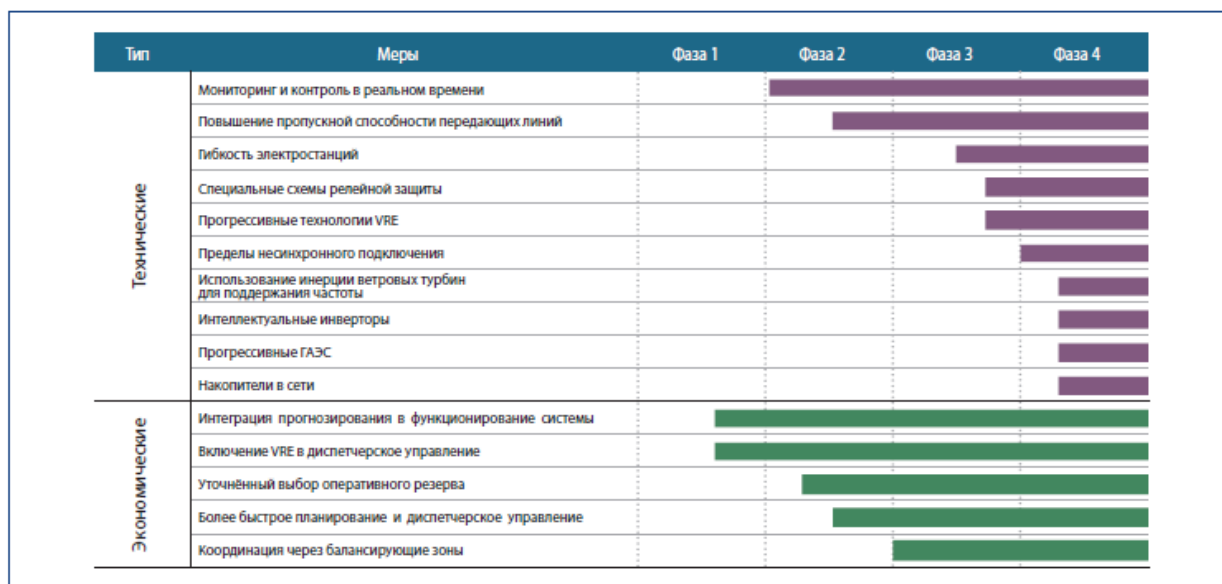 Тип Меры Фаза 1 Фаза 2 Фаза 3 Фаза 4
Технические
Мониторинг и контроль в реальном времени
Повышение пропускной способности передающих линий
Гибкость электростанций
Специальные схемы релейной защиты
Прогрессивные технологии VRE
Пределы несинхронного подключения
Использование инерции ветровых турбин
для поддержания частоты
Интеллектуальные инверторы
Прогрессивные ГАЭС
Накопители в сети
Экономические
Интеграция прогнозирования в функционирование системы
Включение VRE в диспетчерское управление
Уточнённый выбор оперативного резерва
Более быстрое планирование и диспетчерское управление
Координация через балансирующие зоны